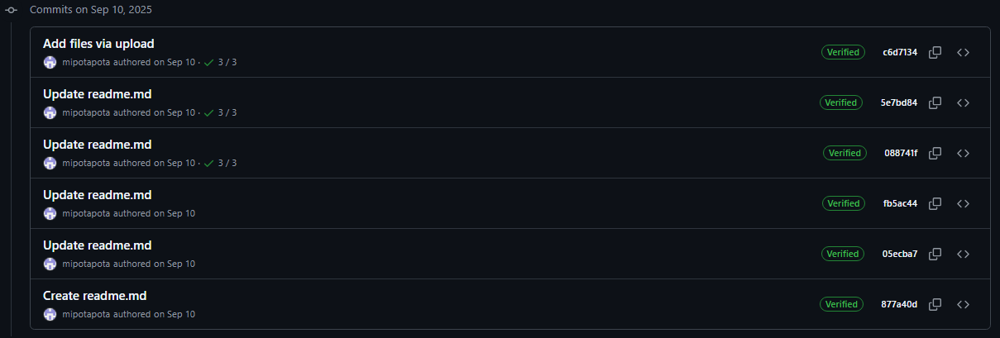 Commits on Sep 10, 2025
Add files via upload
mipotapota authored on Sep 10 · 3 / 3
Verified
c6d7134
Update readme.md
mipotapota authored on Sep 10 · 3 / 3
Verified
5e7bd84
Update readme.md
mipotapota authored on Sep 10 · 3 / 3
Verified
088741f
Update readme.md
mipotapota authored on Sep 10
Verified
fb5ac44
Update readme.md
mipotapota authored on Sep 10
Verified
05ecba7
Create readme.md
mipotapota authored on Sep 10
Verified
877a40d